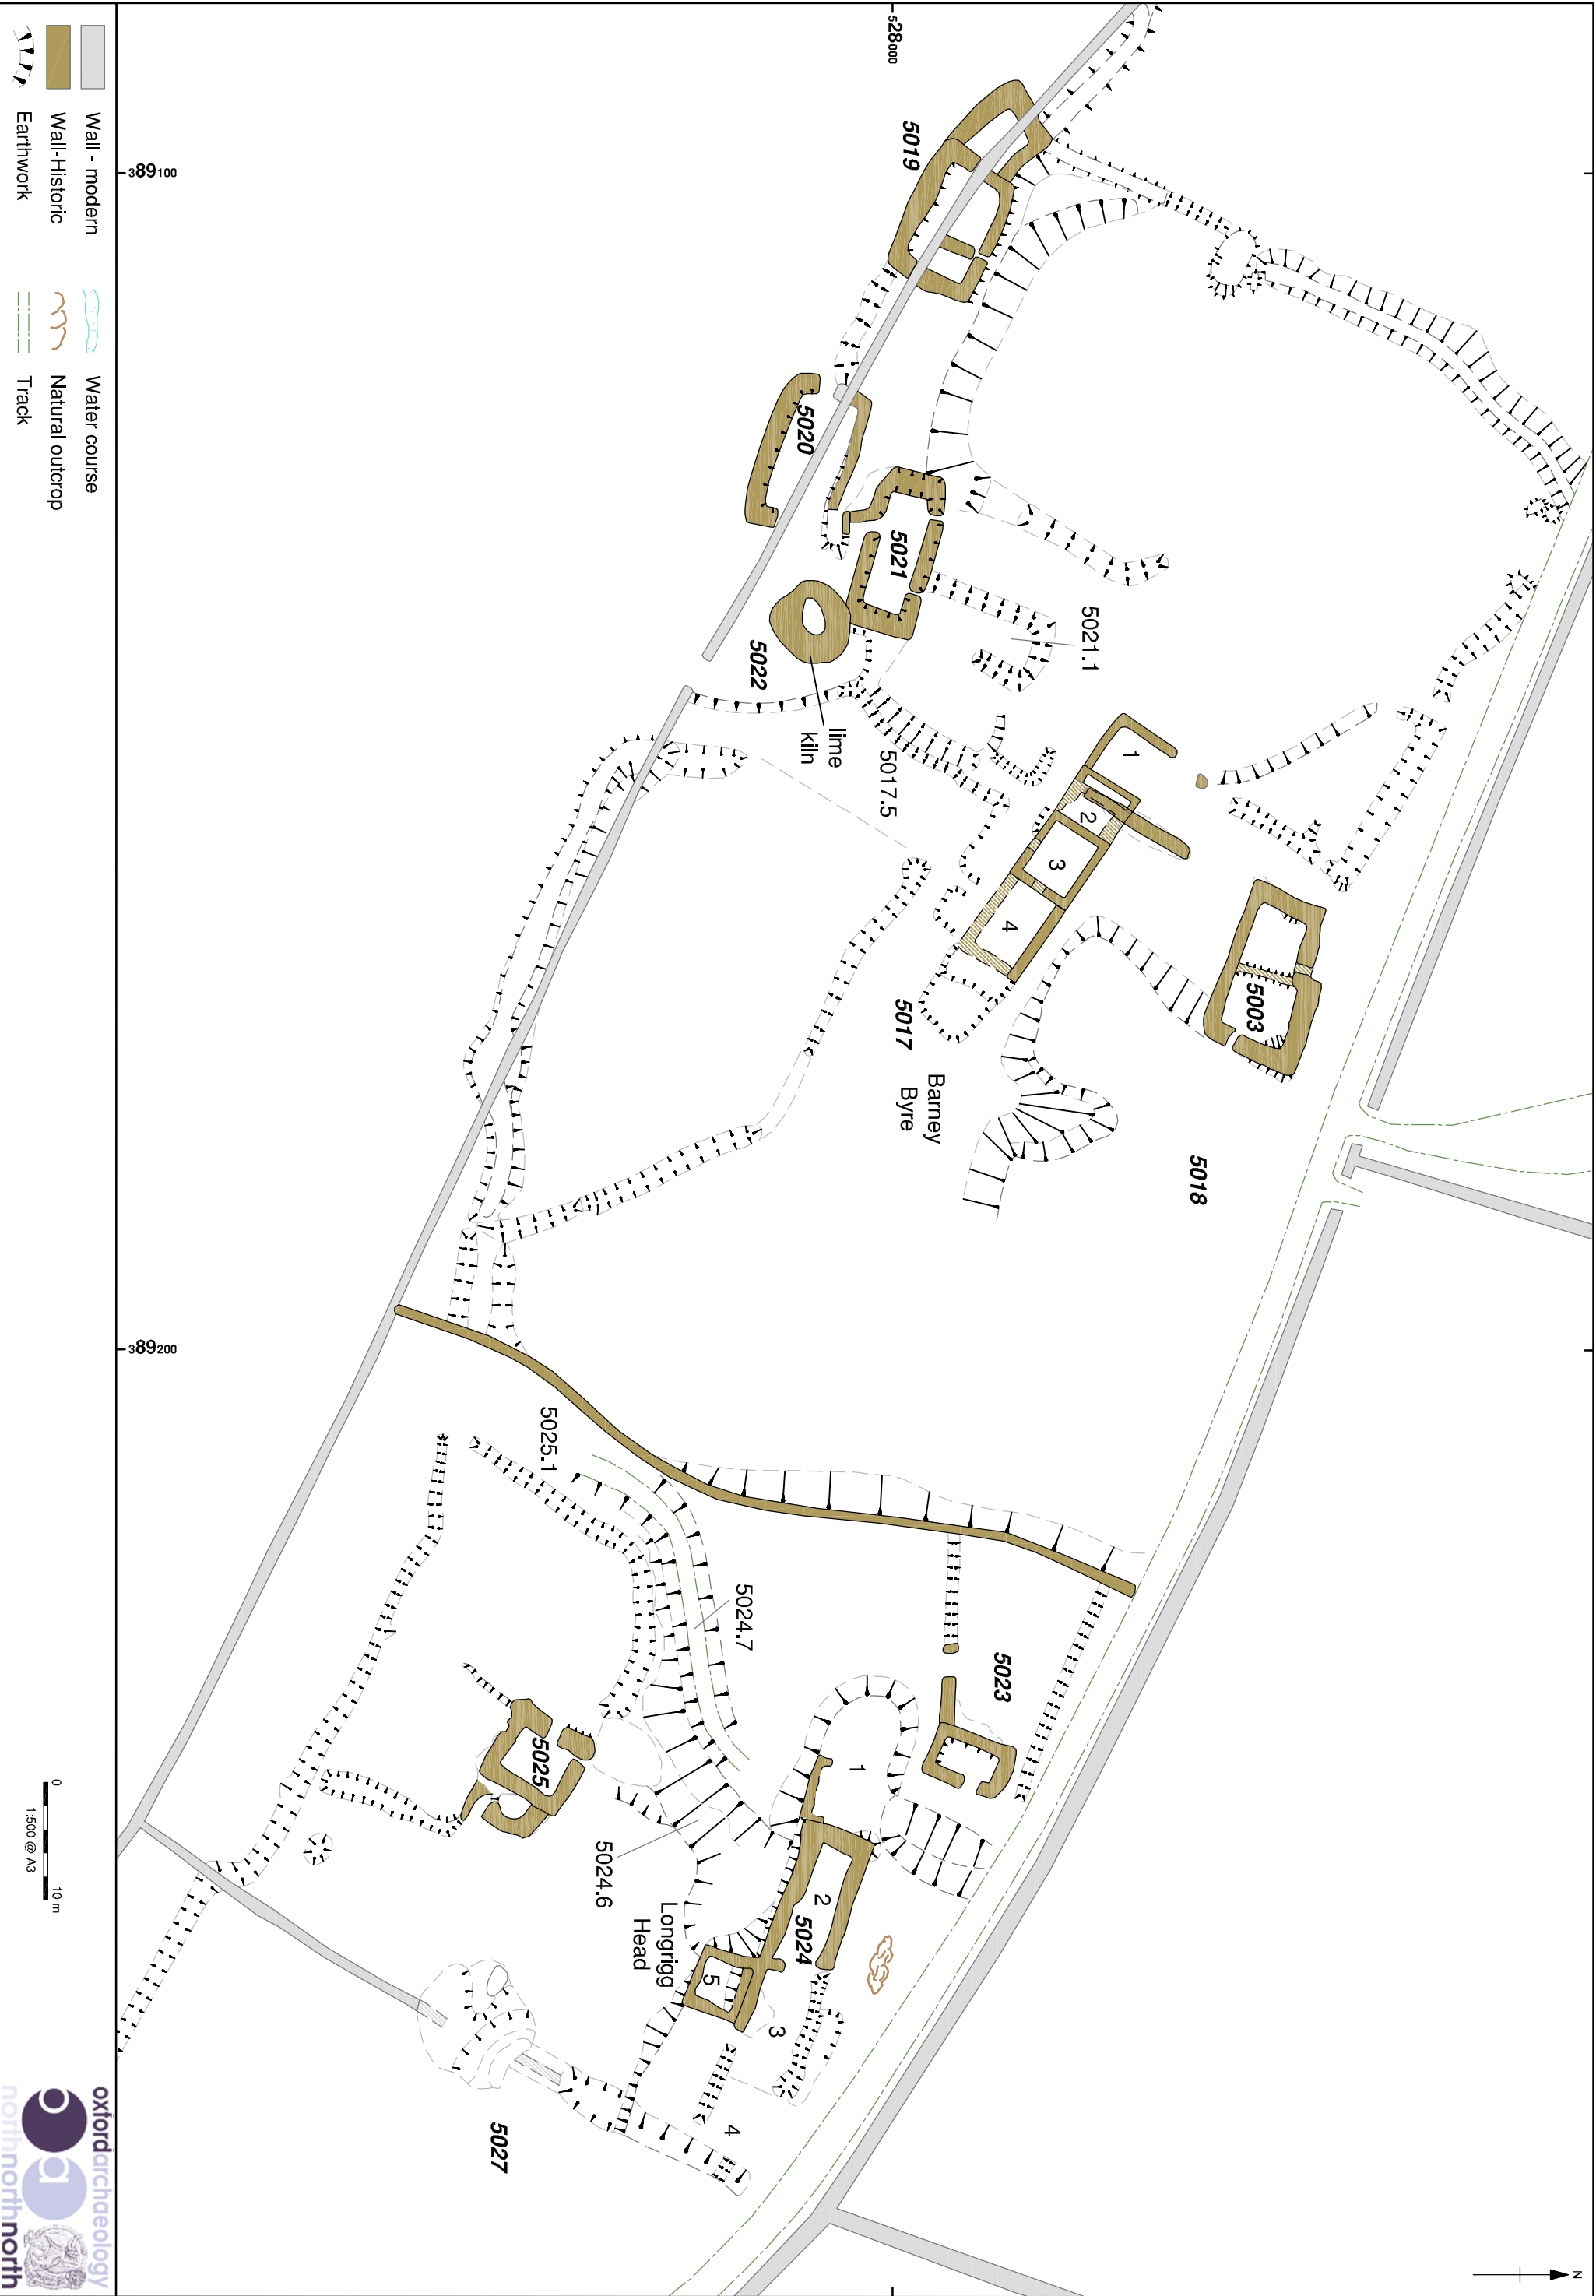 N
528000
389100
389200
5019
5020
5021
5021.1
5022
lime
kiln
5017.5
1
2
3
4
5017
Barney
Byre
5003
5018
5023
5024.7
5025.1
1
2
5024
3
4
5
Longrigg
Head
5024.6
5025
5027
Wall - modern
Wall-Historic
Earthwork
Water course
Natural outcrop
Track
0
10 m
1:500 @ A3
oxfordarchaeology
northnorthnorth